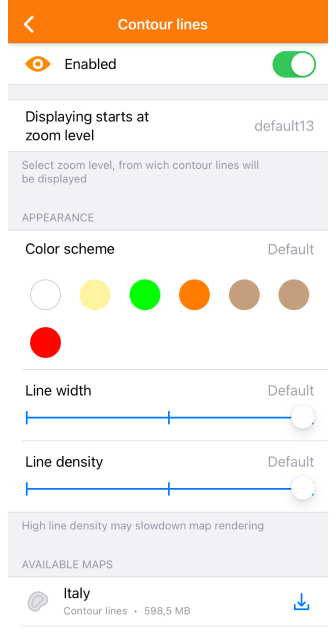 Contour lines
Enabled
Displaying starts at
zoom level
default13
Select zoom level, from wich contour lines will
be displayed
APPEARANCE
Color scheme
Default
Line width
Default
Line density
Default
High line density may slowdown map rendering
AVAILABLE MAPS
Italy
Contour lines • 598,5 MB